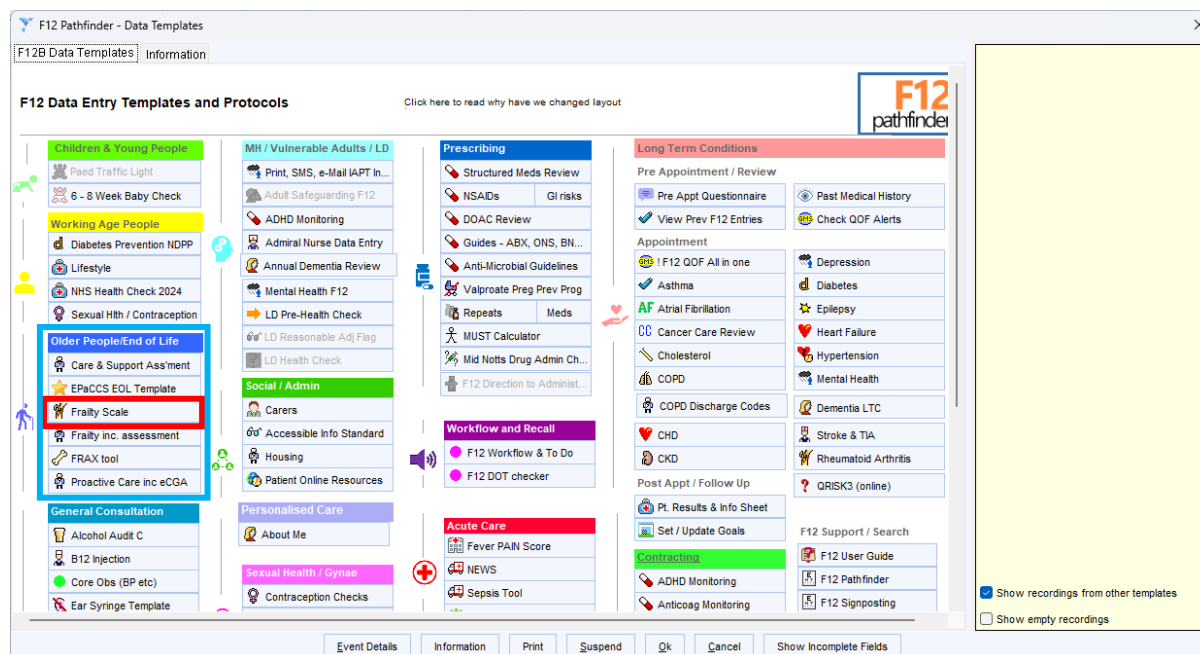 F12 Pathfinder - Data Templates
F12B Data Templates
Information
F12 Data Entry Templates and Protocols
Click here to read why have we changed layout
F12
pathfinder
Children & Young People
Paed Traffic Light
6 - 8 Week Baby Check
Working Age People
Diabetes Prevention NDPP
Lifestyle
NHS Health Check 2024
Sexual Hlth / Contraception
Older People/End of Life
Care & Support Ass'ment
EPaCCS EOL Template
Frailty Scale
Frailty inc. assessment
FRAX tool
Proactive Care inc eCGA
General Consultation
Alcohol Audit C
B12 Injection
Core Obs (BP etc)
Ear Syringe Template
MH / Vulnerable Adults / LD
Print, SMS, e-Mail IAPT In...
Adult Safeguarding F12
ADHD Monitoring
Admiral Nurse Data Entry
Annual Dementia Review
Mental Health F12
LD Pre-Health Check
LD Reasonable Adj Flag
LD Health Check
Social / Admin
Carers
Accessible Info Standard
Housing
Patient Online Resources
Personalised Care
About Me
Sexual Health / Gynae
Contraception Checks
Prescribing
Structured Meds Review
NSAIDs
GI risks
DOAC Review
Guides - ABX, ONS, BN...
Anti-Microbial Guidelines
Valproate Preg Prev Prog
Repeats
Meds
MUST Calculator
Mid Notts Drug Admin Ch...
F12 Direction to Administ...
Workflow and Recall
F12 Workflow & To Do
F12 DOT checker
Acute Care
Fever PAIN Score
NEWS
Sepsis Tool
Long Term Conditions
Pre Appointment / Review
Pre Appt Questionnaire
Past Medical History
View Prev F12 Entries
GMS Check QOF Alerts
Appointment
GMS ! F12 QOF All in one
Depression
Asthma
Diabetes
AF Atrial Fibrillation
Epilepsy
CC Cancer Care Review
Heart Failure
Cholesterol
Hypertension
COPD
Mental Health
COPD Discharge Codes
Dementia LTC
CHD
Stroke & TIA
CKD
Rheumatoid Arthritis
QRISK3 (online)
Post Appt / Follow Up
Pt. Results & Info Sheet
Set / Update Goals
F12 Support / Search
Contracting
F12 User Guide
ADHD Monitoring
F12 Pathfinder
Anticoag Monitoring
F12 Signposting
Show recordings from other templates
Show empty recordings
Event Details
Information
Print
Suspend
Ok
Cancel
Show Incomplete Fields